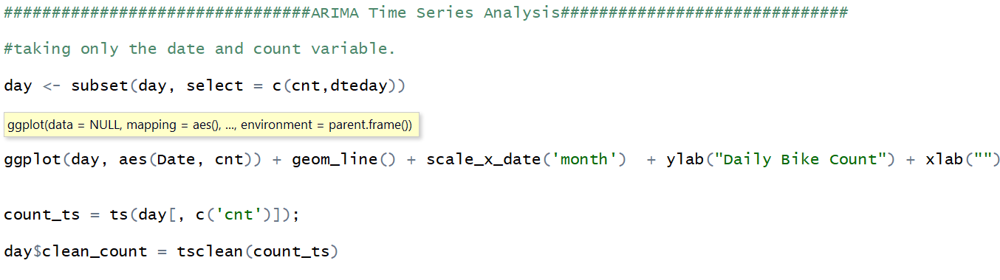 ################################ARIMA Time Series Analysis##############################
#taking only the date and count variable.
day <- subset(day, select = c(cnt,dteday))
ggplot(data = NULL, mapping = aes(), ..., environment = parent.frame())
ggplot(day, aes(Date, cnt)) + geom_line() + scale_x_date('month')  + ylab("Daily Bike Count") + xlab("")
count_ts = ts(day[, c('cnt')]);
day$clean_count = tsclean(count_ts)